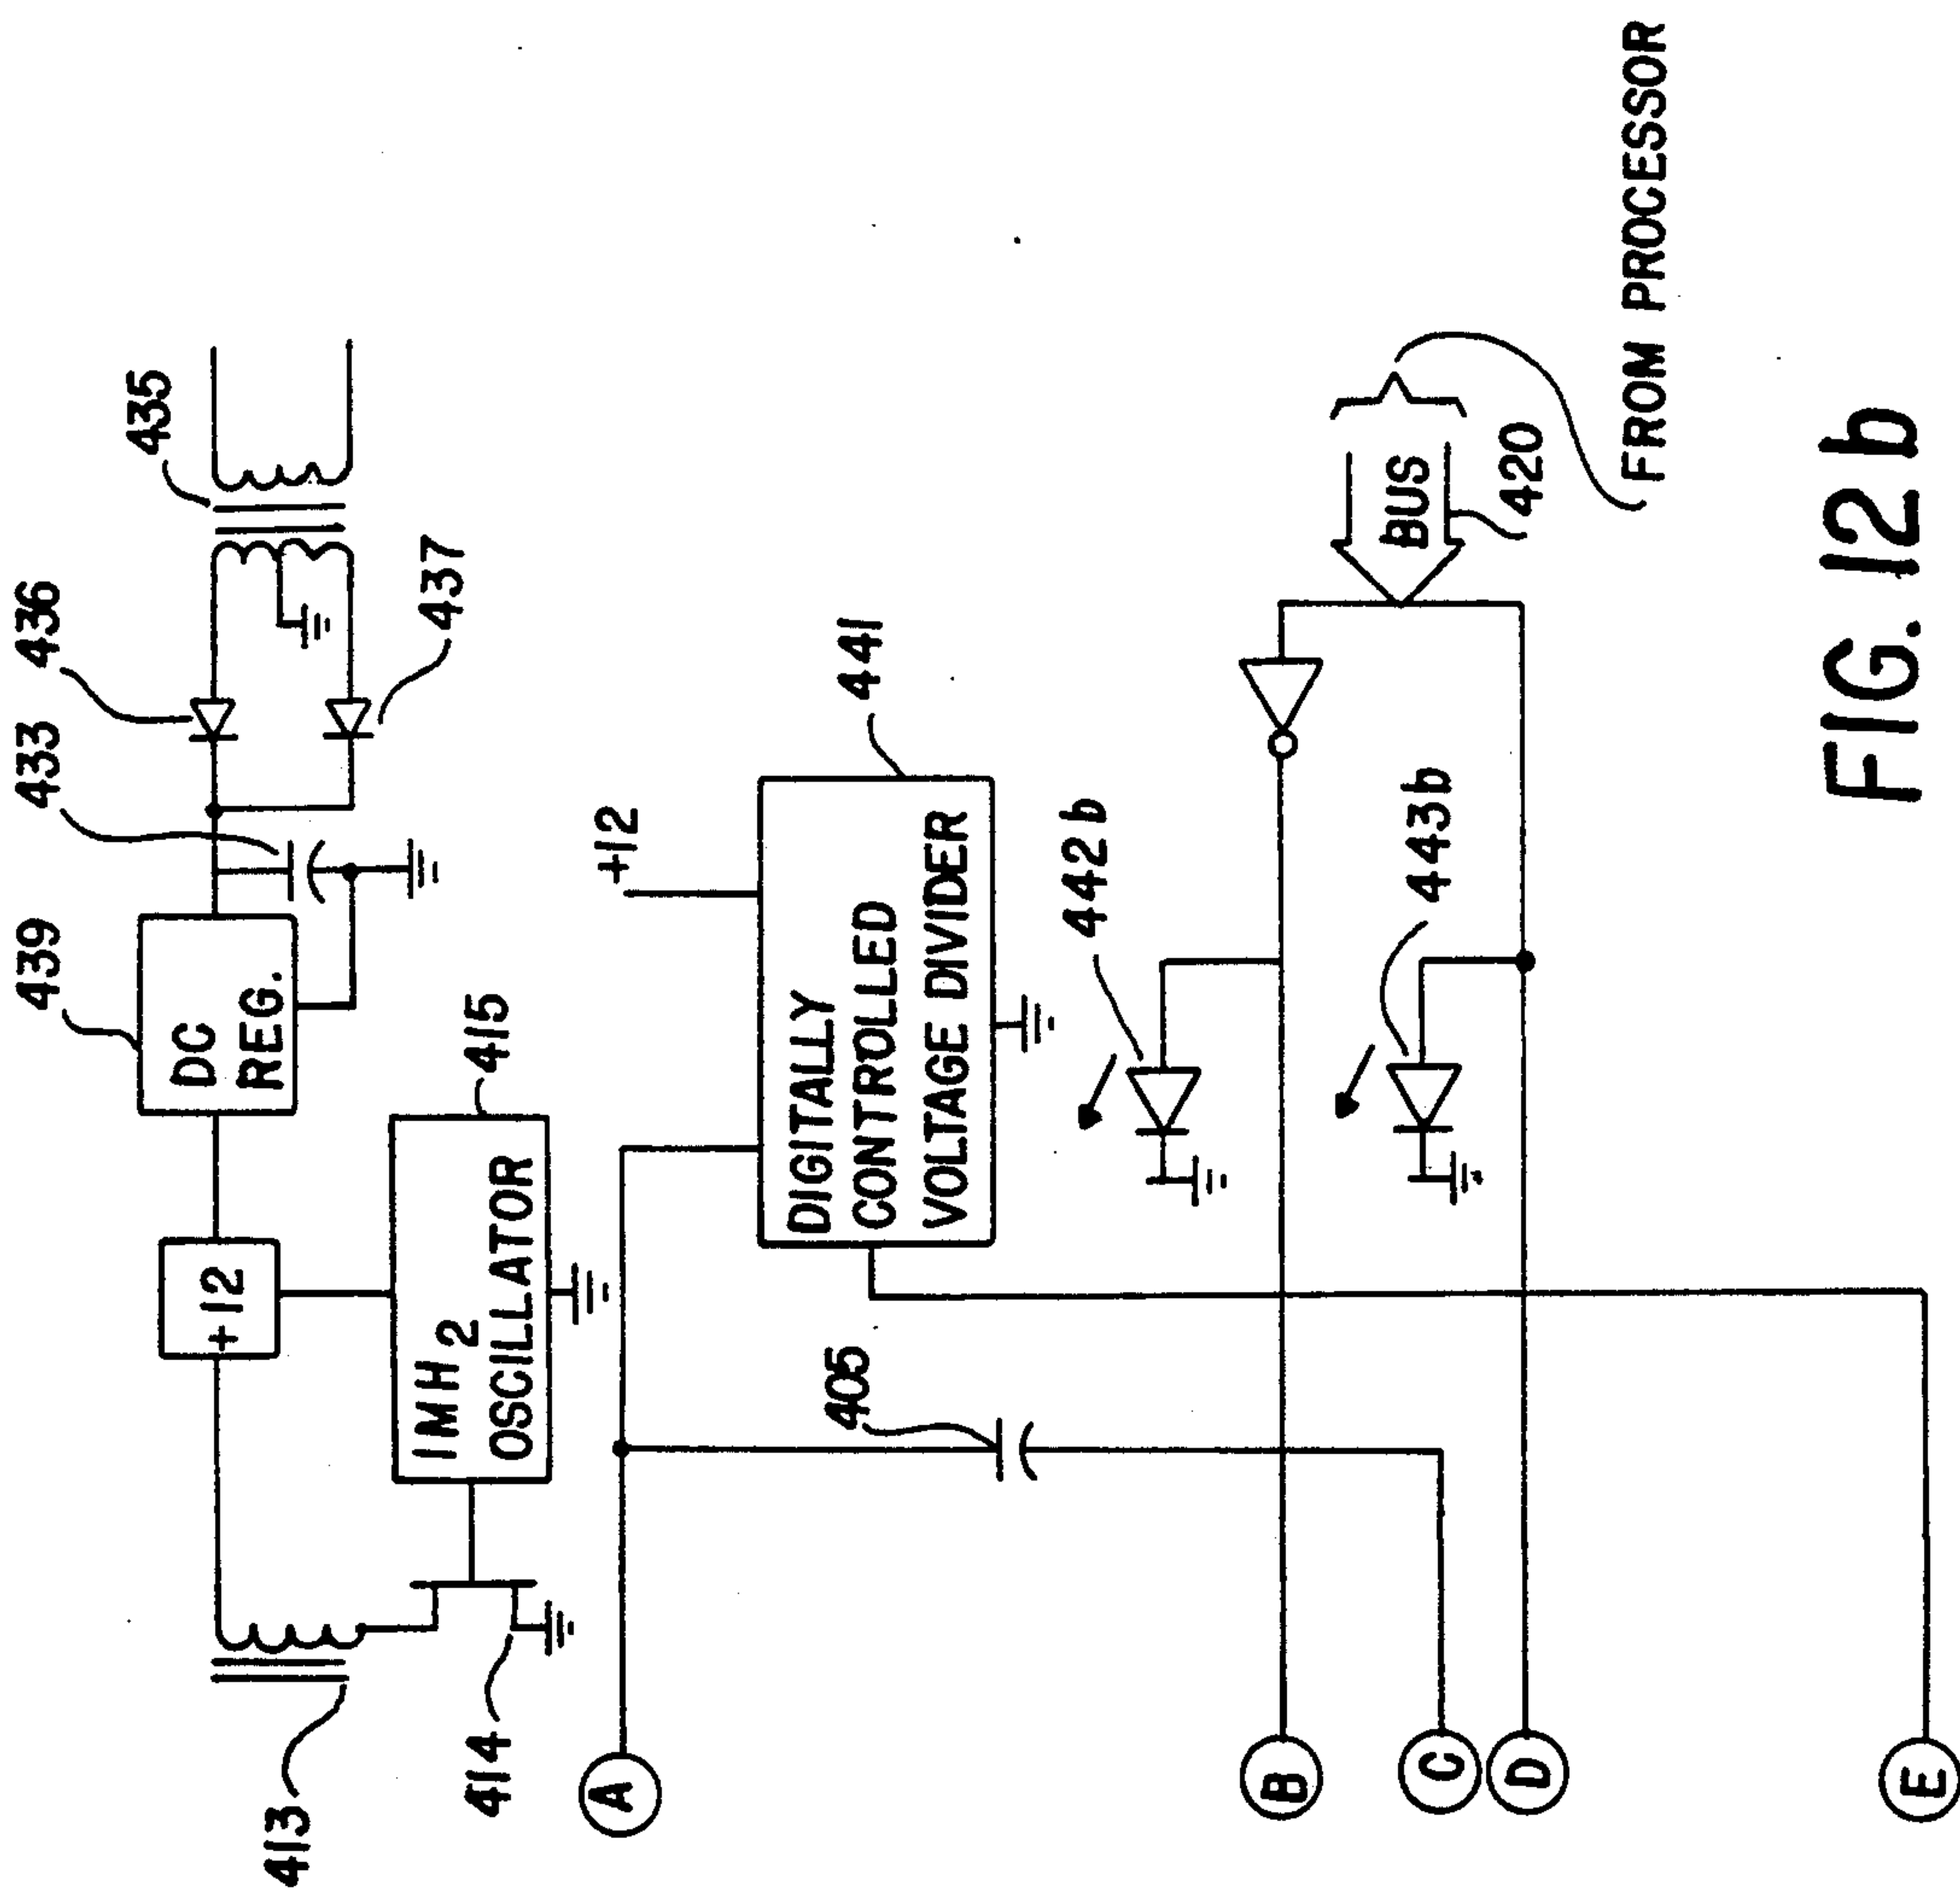 435
436
437
433
439
DC
REG.
+12
415
1MH2
OSCILLATOR
413
414
441
+12
DIGITALLY
CONTROLLED
VOLTAGE DIVIDER
405
442b
443b
BUS
420
FROM PROCESSOR
A
B
C
D
E
FIG. 12b